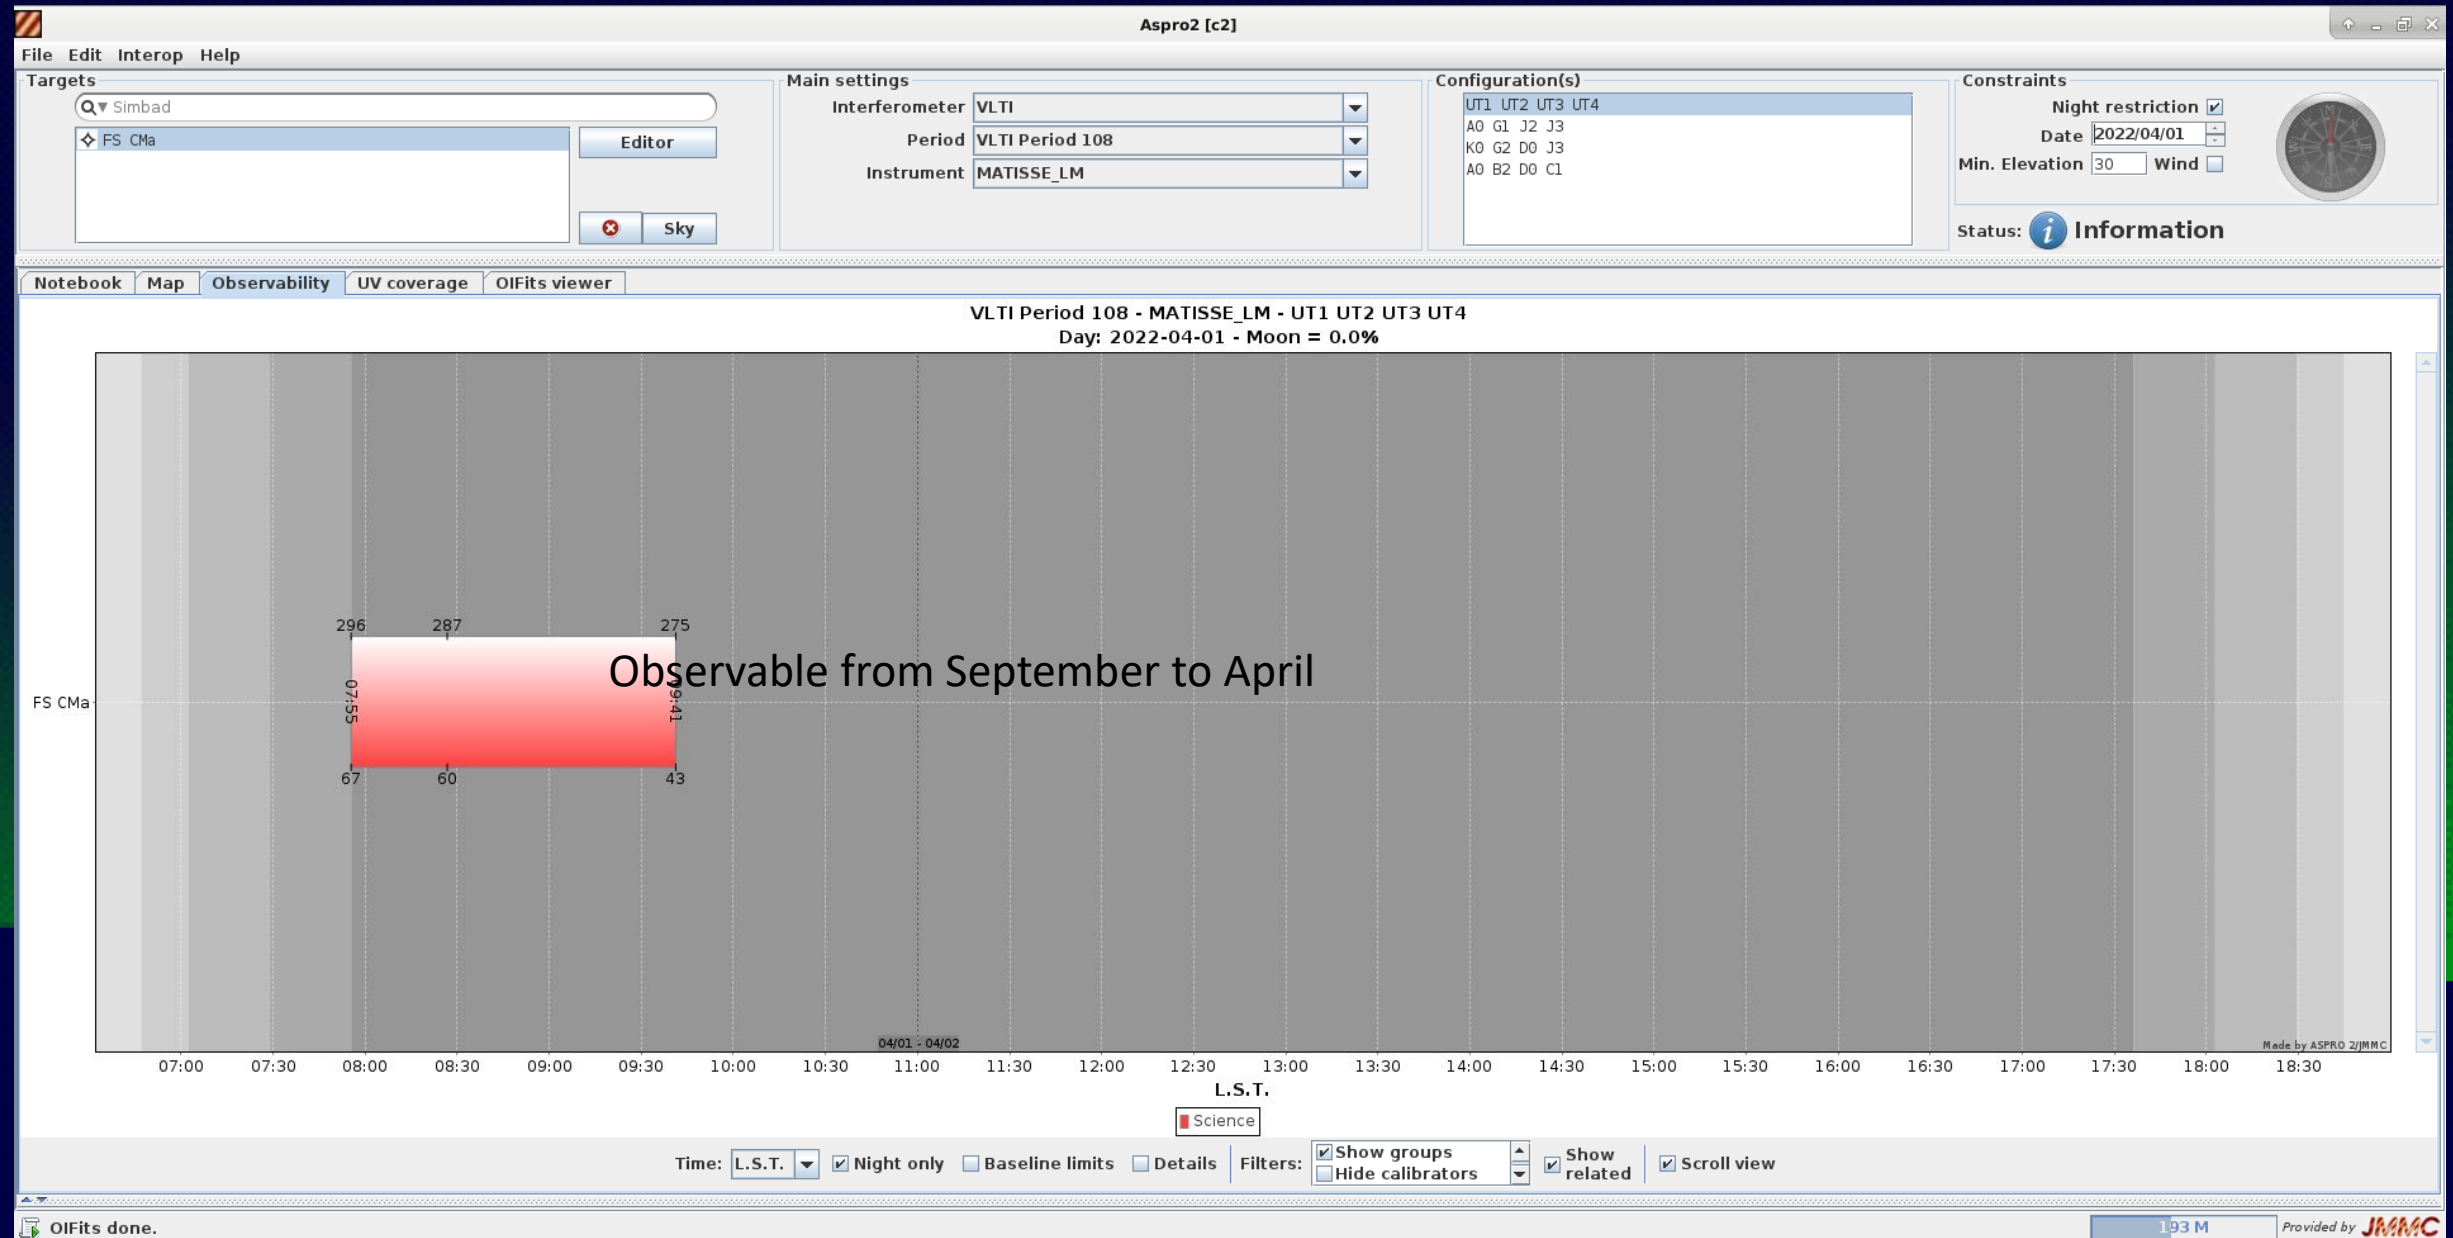 Aspro2 [c2]
File Edit Interop Help
Targets
Simbad
FS CMa
Editor
Sky
Main settings
Interferometer VLTI
Period VLTI Period 108
Instrument MATISSE_LM
Configuration(s)
UT1 UT2 UT3 UT4
A0 G1 J2 J3
K0 G2 D0 J3
A0 B2 D0 C1
Constraints
Night restriction
Date 2022/04/01
Min. Elevation 30 Wind
Status: Information
Notebook Map Observability UV coverage OIFits viewer
VLTI Period 108 - MATISSE_LM - UT1 UT2 UT3 UT4
Day: 2022-04-01 - Moon = 0.0%
296 287 275
Observable from September to April
07:55 09:41
FS CMa
67 60 43
04/01 - 04/02
Made by ASPRO 2/JMMC
07:00 07:30 08:00 08:30 09:00 09:30 10:00 10:30 11:00 11:30 12:00 12:30 13:00 13:30 14:00 14:30 15:00 15:30 16:00 16:30 17:00 17:30 18:00 18:30
L.S.T.
Science
Time: L.S.T. Night only Baseline limits Details Filters: Show groups Hide calibrators Show related Scroll view
OIFits done.
193 M
Provided by JMMC